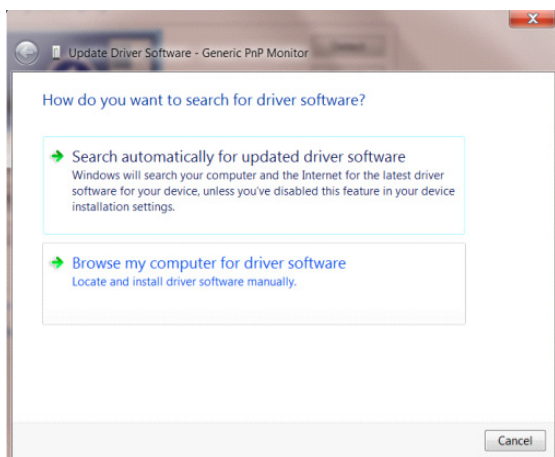 Update Driver Software - Generic PnP Monitor
How do you want to search for driver software?
Search automatically for updated driver software
Windows will search your computer and the Internet for the latest driver
software for your device, unless you've disabled this feature in your device
installation settings.
Browse my computer for driver software
Locate and install driver software manually.
Cancel